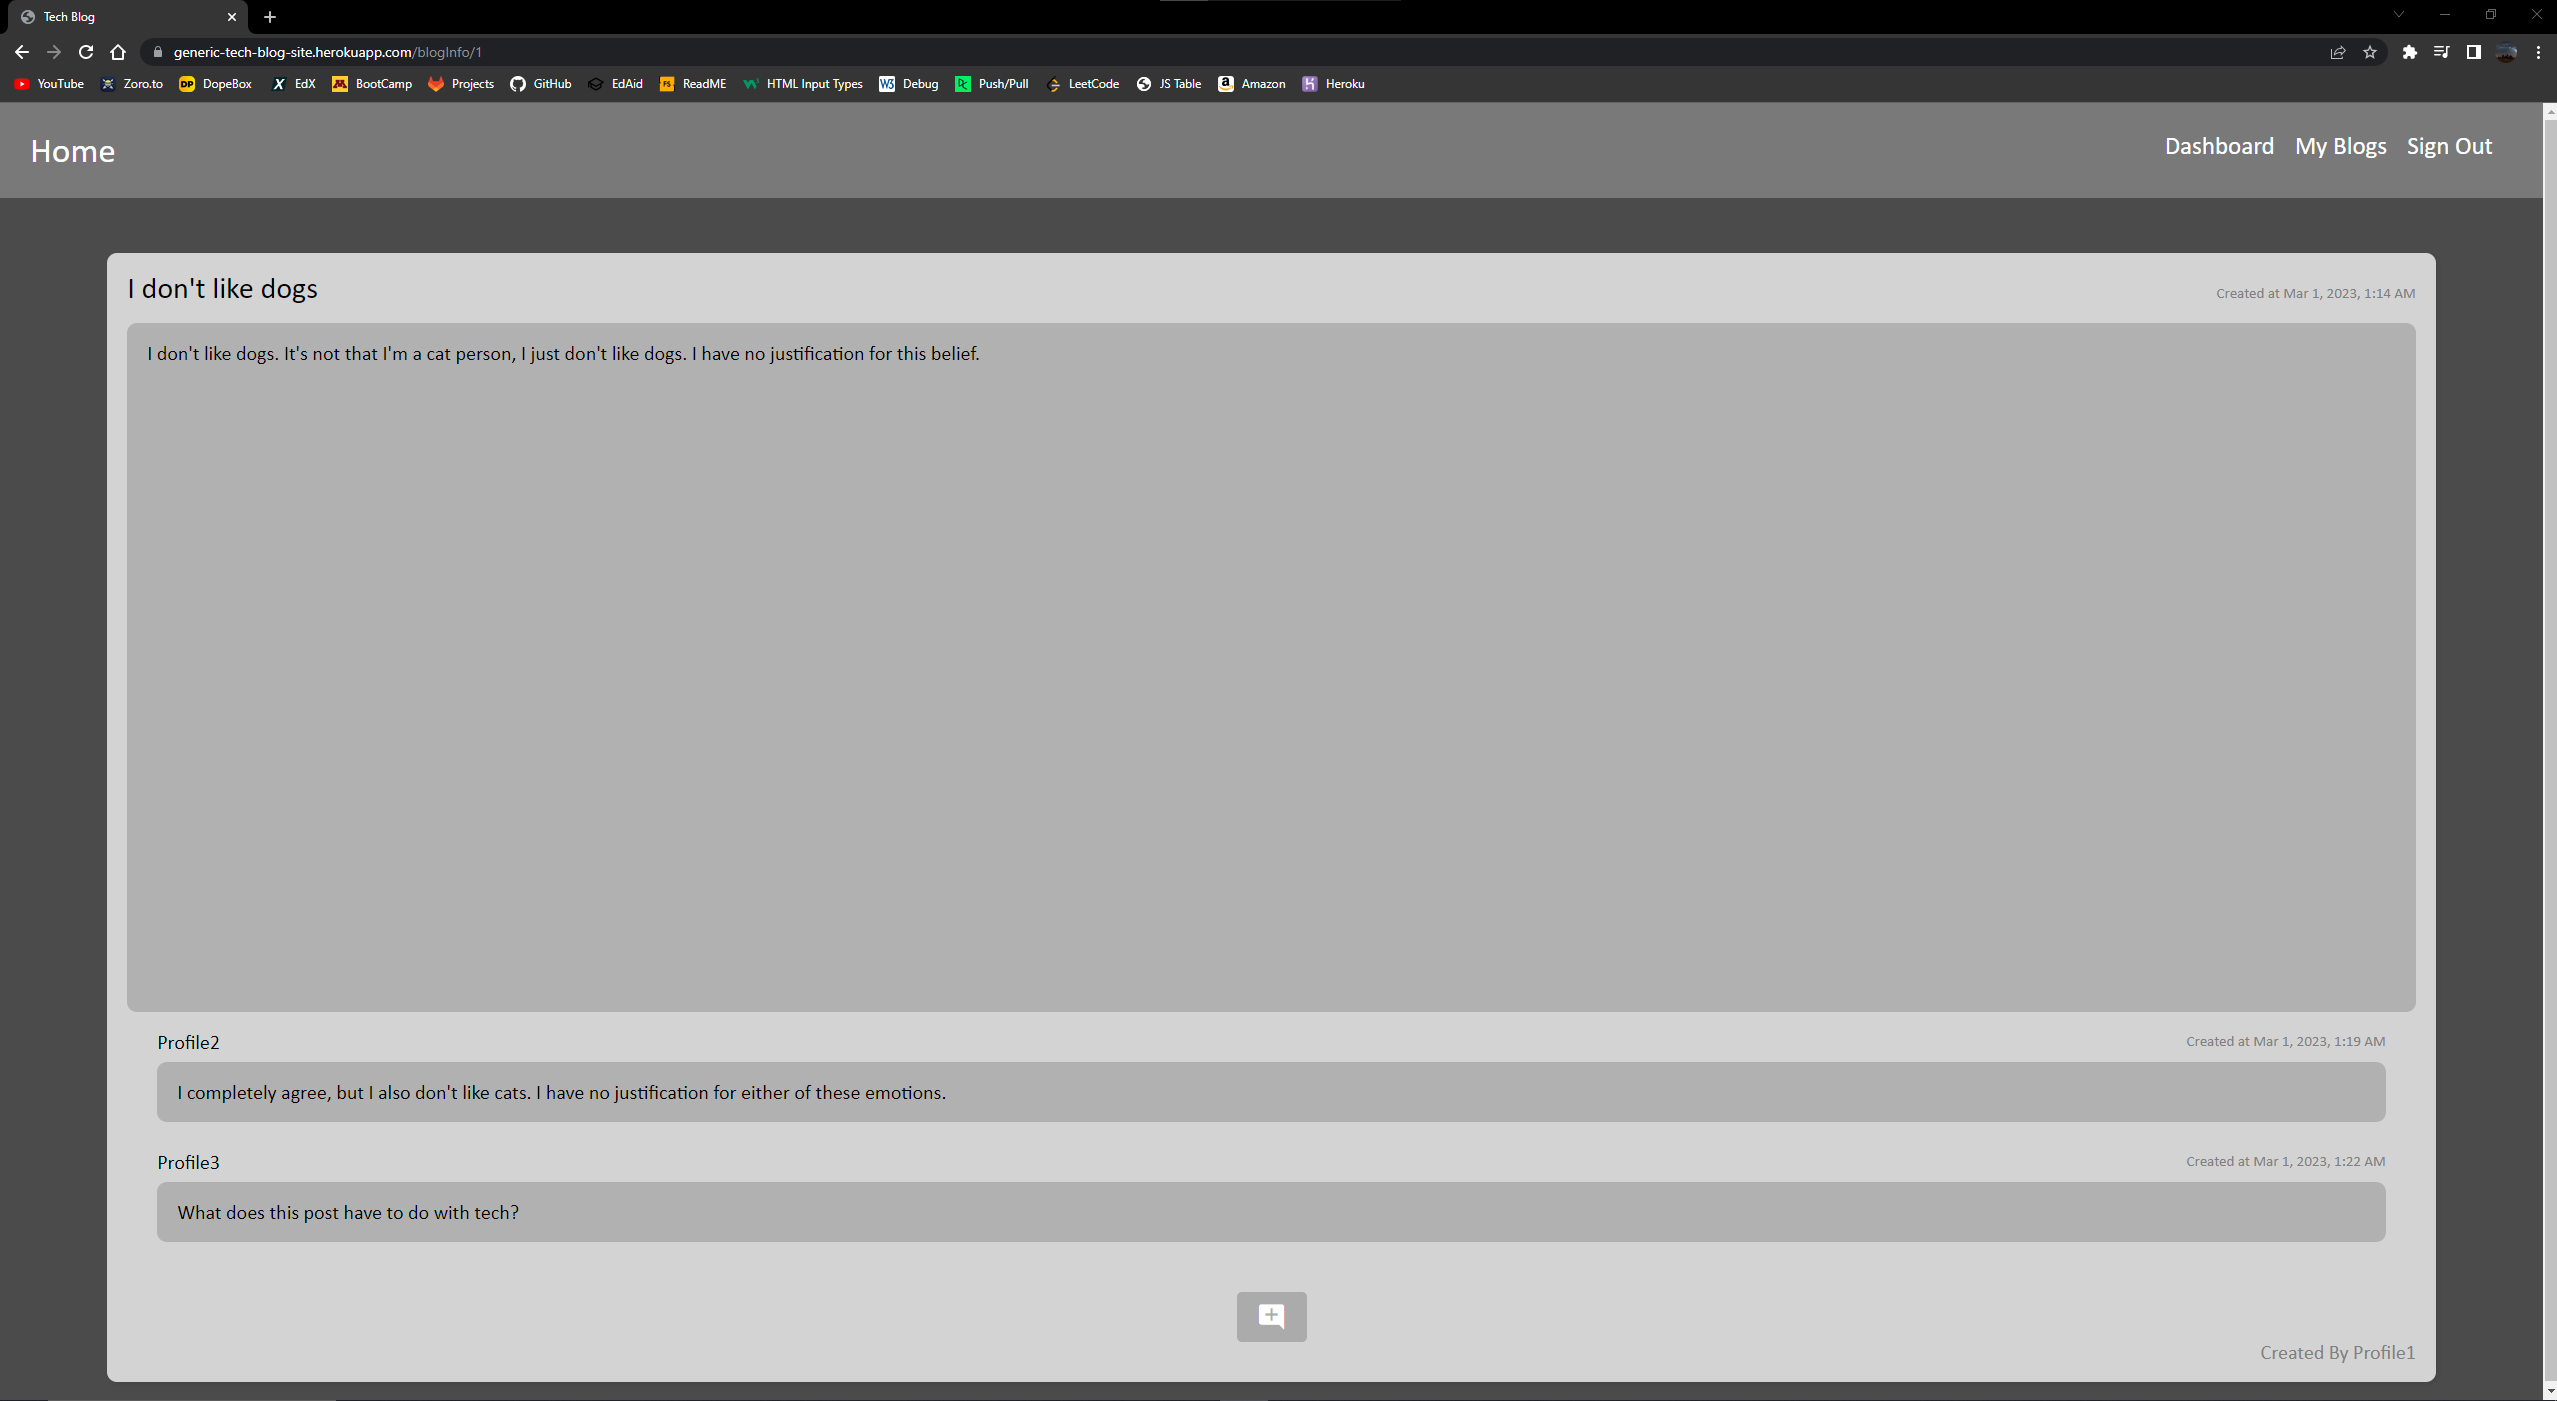 Tech Blog
generic-tech-blog-site.herokuapp.com/blogInfo/1
YouTube Zoro.to DP DopeBox X EdX M BootCamp Projects GitHub EdAid FS ReadME HTML Input Types W3 Debug Push/Pull LeetCode JS Table a Amazon Heroku
Home Dashboard My Blogs Sign Out
I don't like dogs Created at Mar 1, 2023, 1:14 AM
I don't like dogs. It's not that I'm a cat person, I just don't like dogs. I have no justification for this belief.
Profile2 Created at Mar 1, 2023, 1:19 AM
I completely agree, but I also don't like cats. I have no justification for either of these emotions.
Profile3 Created at Mar 1, 2023, 1:22 AM
What does this post have to do with tech?
Created By Profile1